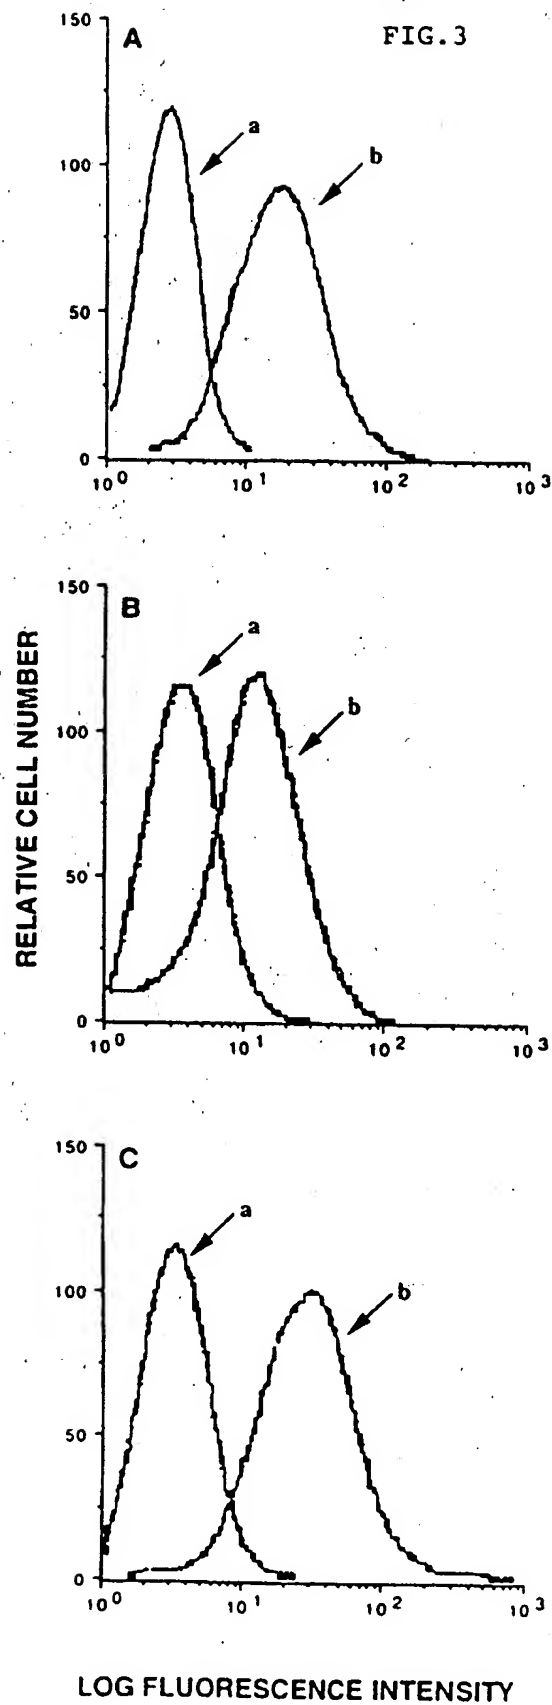 FIG.3
A
150
100
50
0
a
b
10⁰ 10¹ 10² 10³
B
150
100
50
0
a
b
10⁰ 10¹ 10² 10³
RELATIVE CELL NUMBER
C
150
100
50
0
a
b
10⁰ 10¹ 10² 10³
LOG FLUORESCENCE INTENSITY